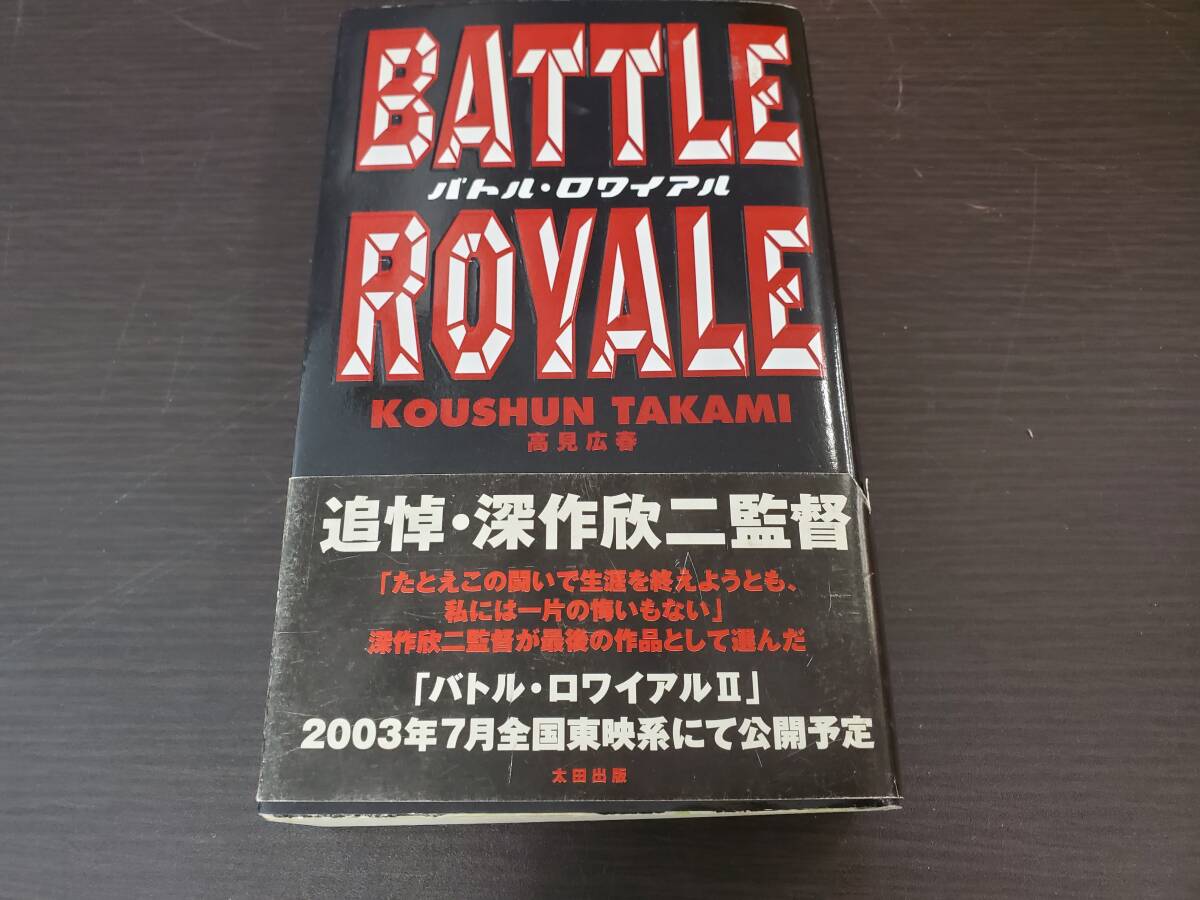 BATTLE
バトル・ロワイアル
ROYALE
KOUSHUN TAKAMI
高見広春
追悼・深作欣二監督
「たとえこの闘いで生涯を終えようとも、
私には一片の悔いもない」
深作欣二監督が最後の作品として選んだ
「バトル・ロワイアルⅡ」
2003年7月全国東映系にて公開予定
太田出版